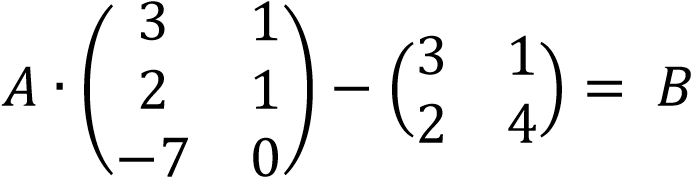 A · ( 3 1 ; 2 1 ; −7 0 ) − ( 3 1 ; 2 4 ) = B